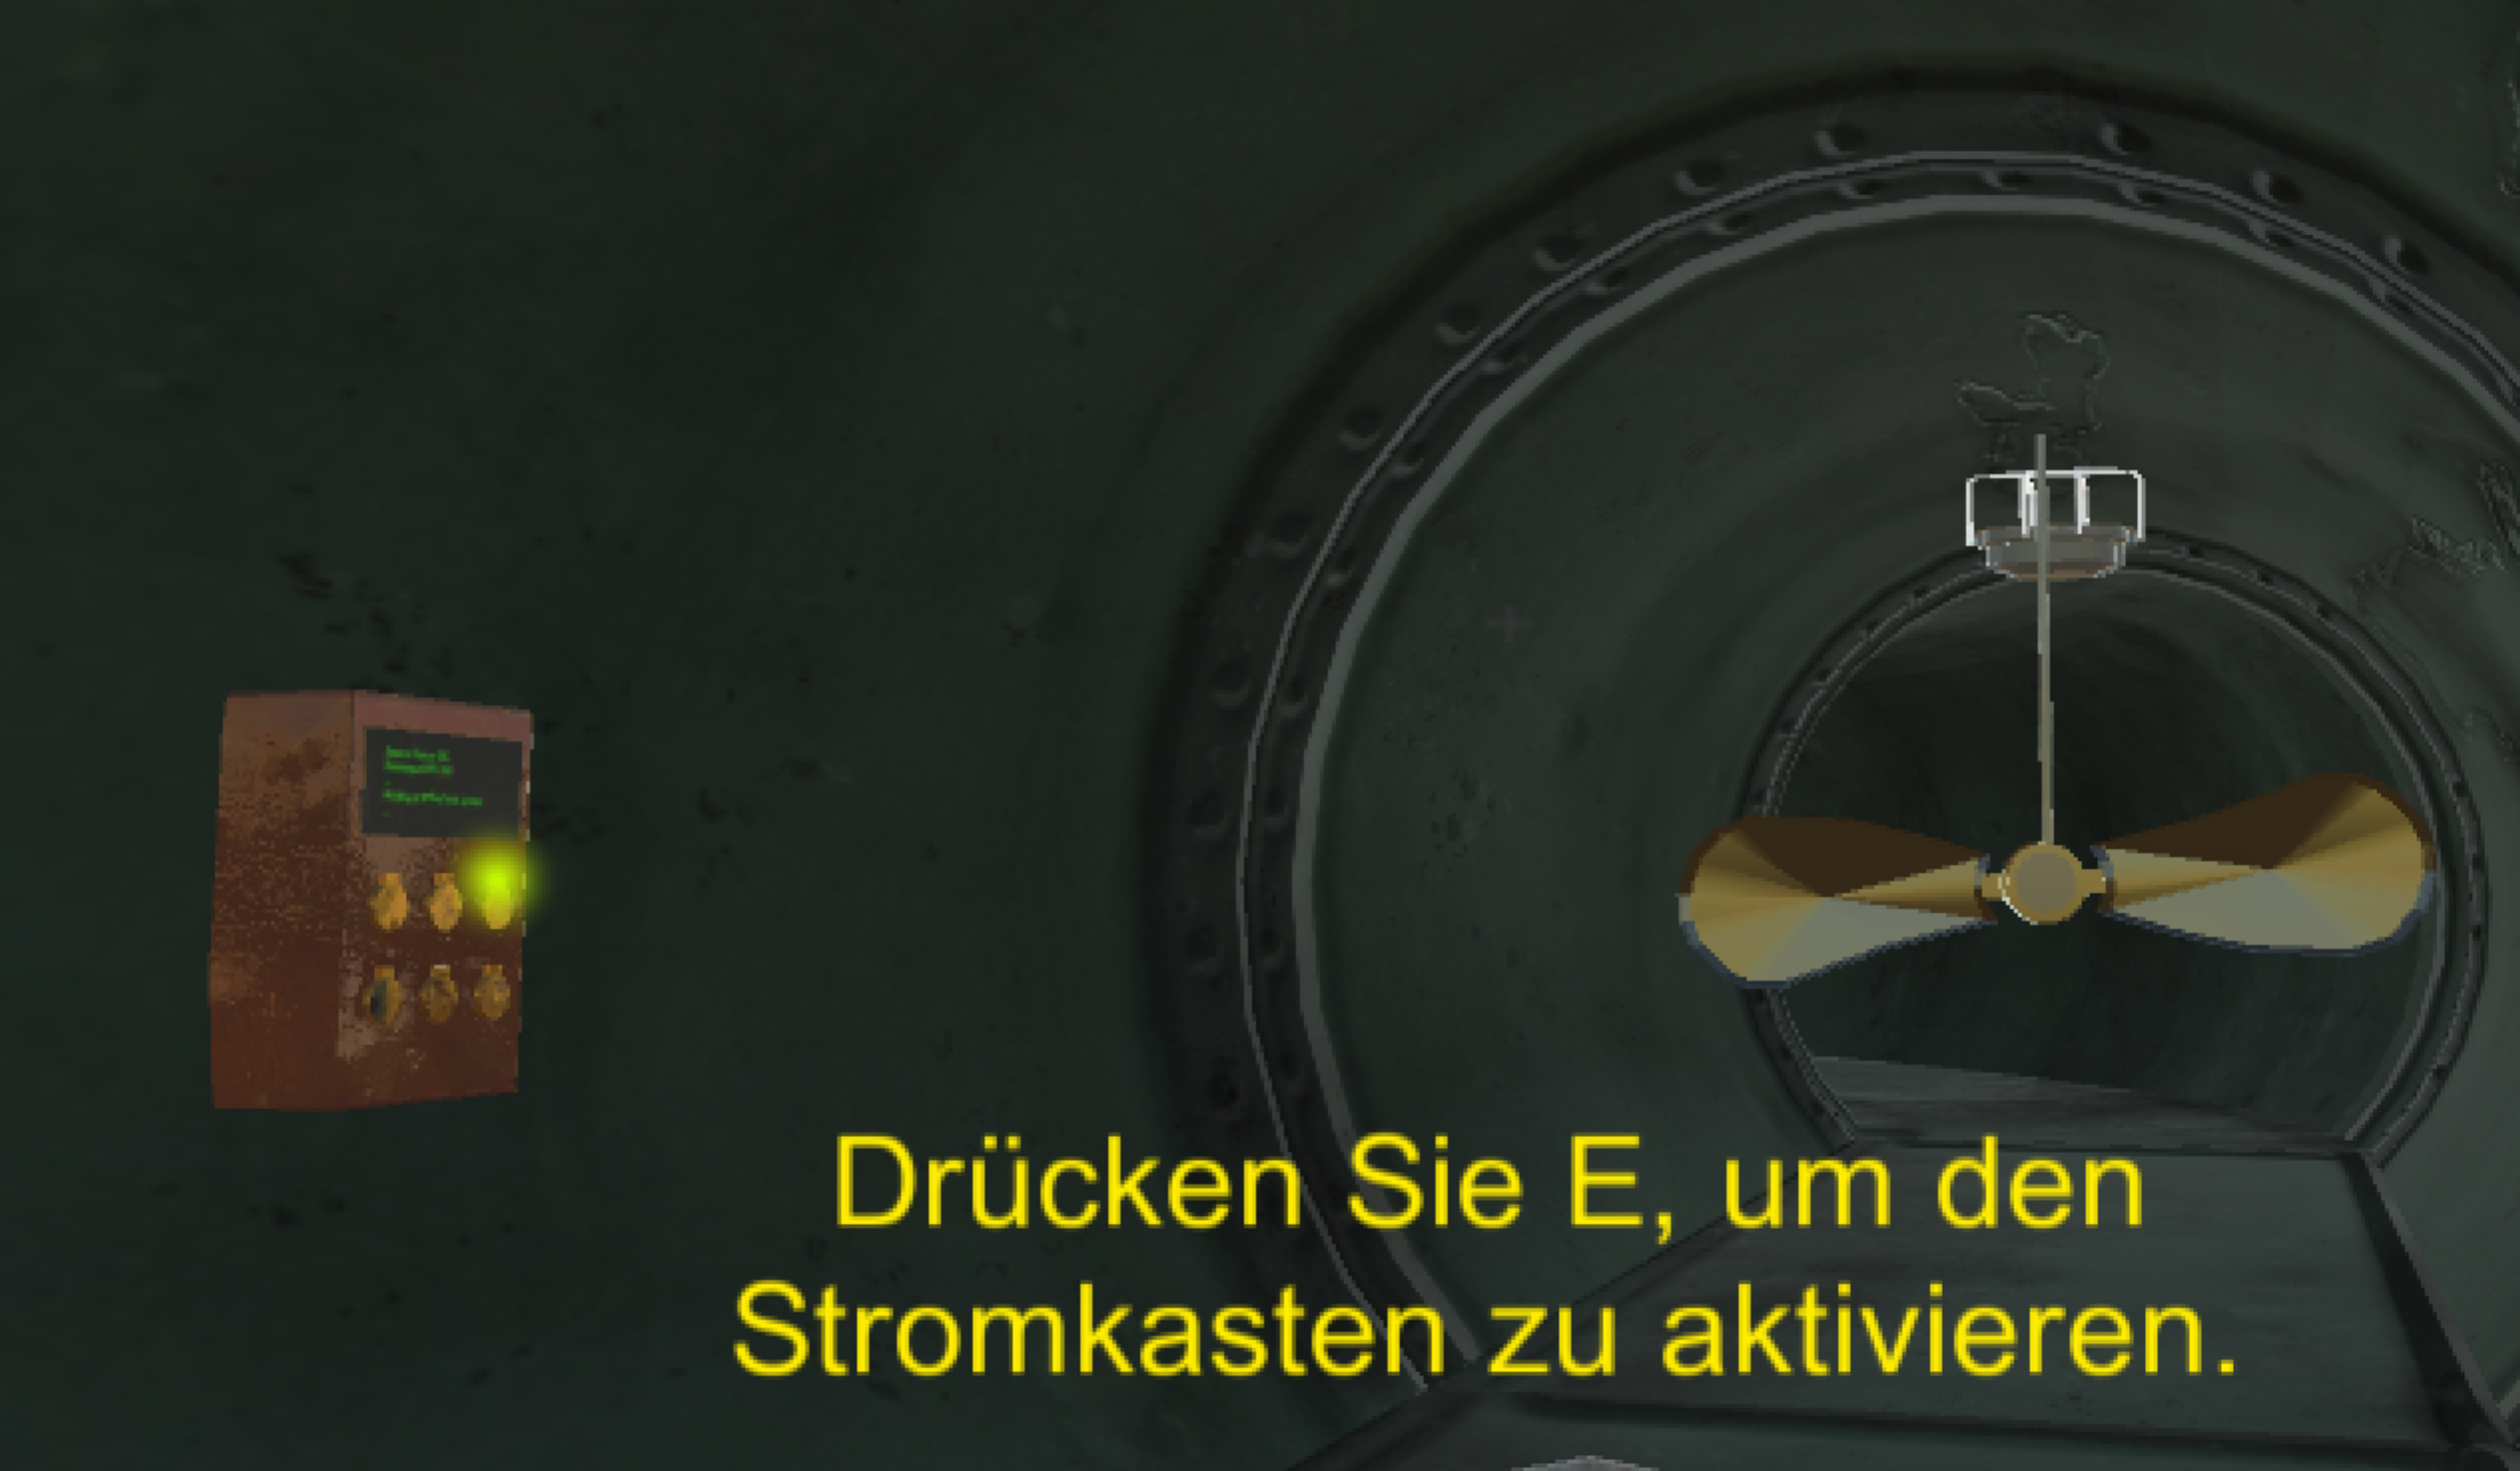 Drücken Sie E, um den
Stromkasten zu aktivieren.